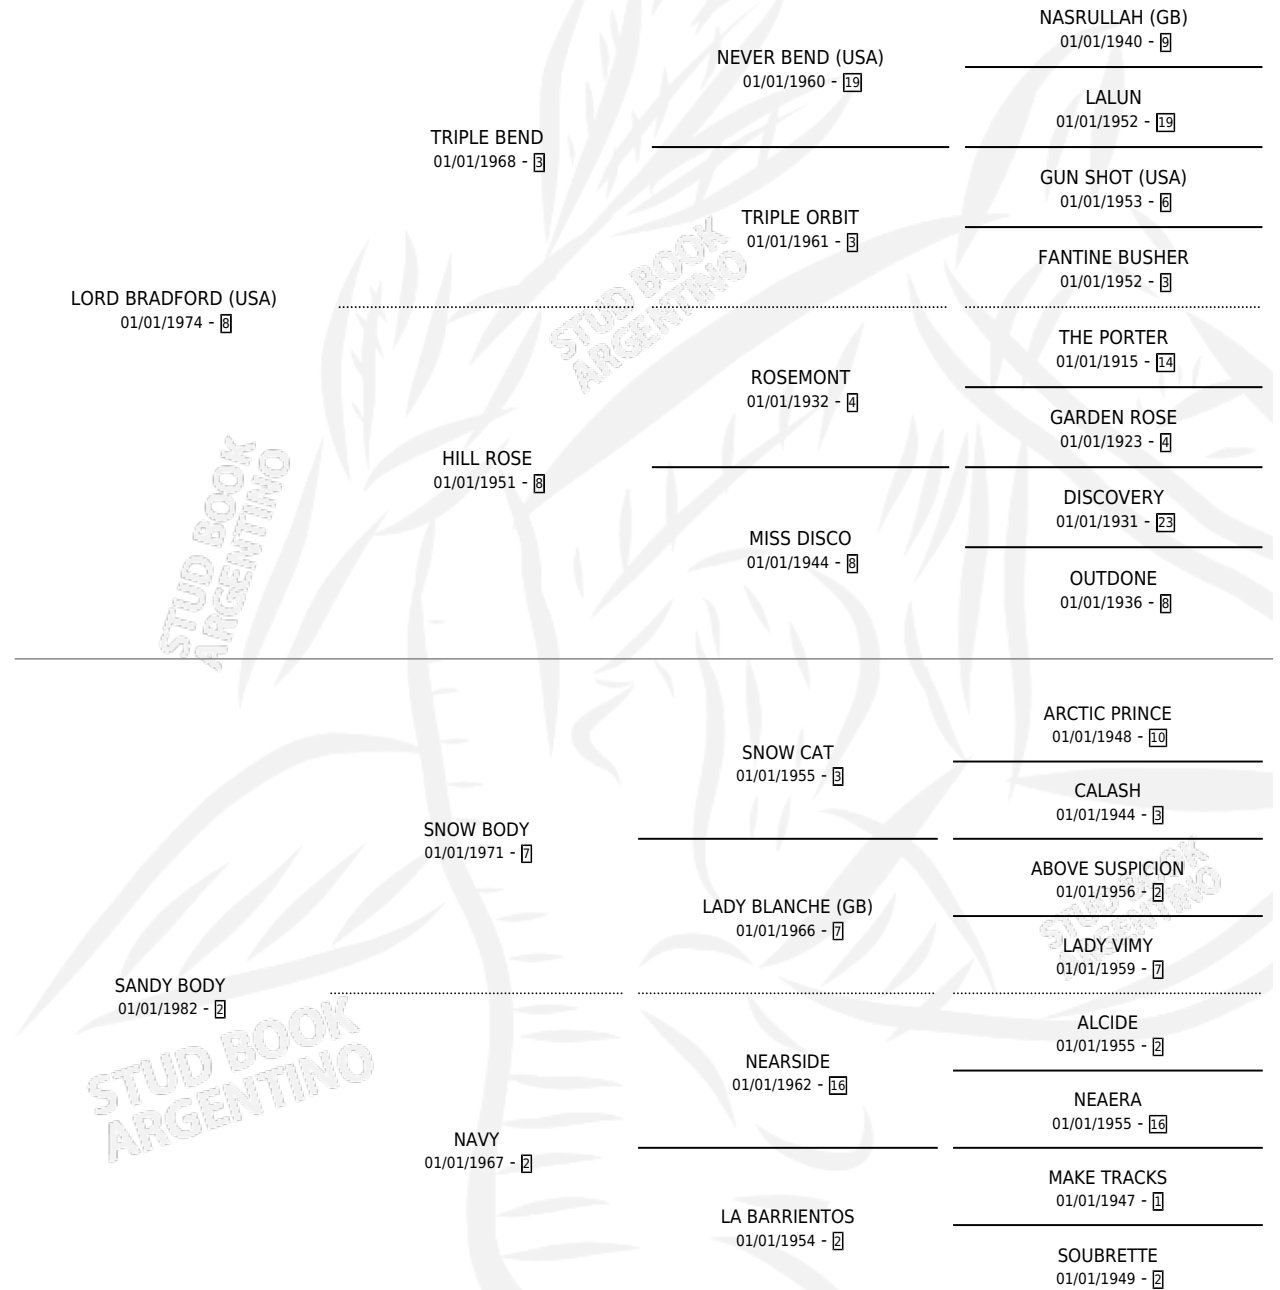 NASRULLAH (GB)
01/01/1940 - 9
NEVER BEND (USA)
01/01/1960 - 19
LALUN
01/01/1952 - 19
TRIPLE BEND
01/01/1968 - 3
GUN SHOT (USA)
01/01/1953 - 6
TRIPLE ORBIT
01/01/1961 - 3
FANTINE BUSHER
01/01/1952 - 3
LORD BRADFORD (USA)
01/01/1974 - 8
STUD BOOK
ARGENTINO
THE PORTER
01/01/1915 - 14
ROSEMONT
01/01/1932 - 4
GARDEN ROSE
01/01/1923 - 4
HILL ROSE
01/01/1951 - 8
DISCOVERY
01/01/1931 - 23
MISS DISCO
01/01/1944 - 8
OUTDONE
01/01/1936 - 8
STUD BOOK
ARGENTINO
ARCTIC PRINCE
01/01/1948 - 10
SNOW CAT
01/01/1955 - 3
CALASH
01/01/1944 - 3
SNOW BODY
01/01/1971 - 7
ABOVE SUSPICION
01/01/1956 - 2
LADY BLANCHE (GB)
01/01/1966 - 7
LADY VIMY
01/01/1959 - 7
STUD BOOK
ARGENTINO
SANDY BODY
01/01/1982 - 2
STUD BOOK
ARGENTINO
ALCIDE
01/01/1955 - 2
NEARSIDE
01/01/1962 - 16
NEAERA
01/01/1955 - 16
NAVY
01/01/1967 - 2
MAKE TRACKS
01/01/1947 - 1
LA BARRIENTOS
01/01/1954 - 2
SOUBRETTE
01/01/1949 - 2